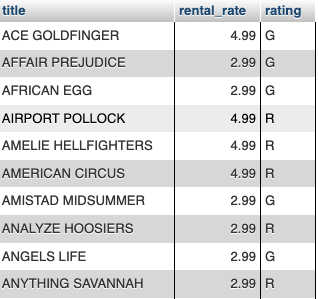 title rental_rate rating
ACE GOLDFINGER 4.99 G
AFFAIR PREJUDICE 2.99 G
AFRICAN EGG 2.99 G
AIRPORT POLLOCK 4.99 R
AMELIE HELLFIGHTERS 4.99 R
AMERICAN CIRCUS 4.99 R
AMISTAD MIDSUMMER 2.99 G
ANALYZE HOOSIERS 2.99 R
ANGELS LIFE 2.99 G
ANYTHING SAVANNAH 2.99 R